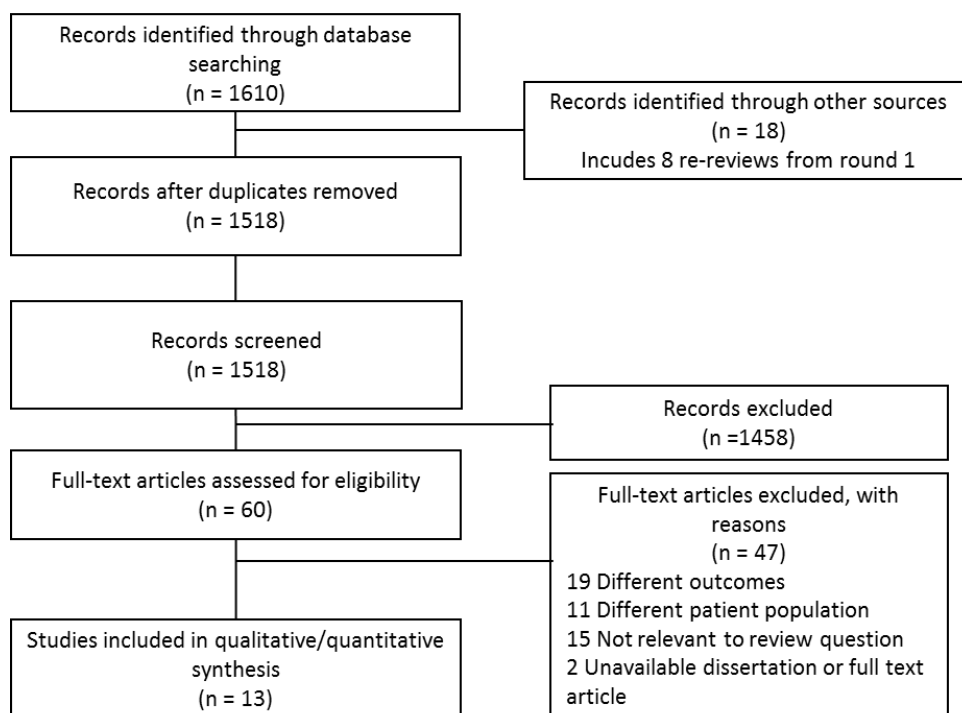 Records identified through database
searching
(n = 1610)
Records identified through other sources
(n = 18)
Incudes 8 re-reviews from round 1
Records after duplicates removed
(n = 1518)
Records screened
(n = 1518)
Records excluded
(n =1458)
Full-text articles assessed for eligibility
(n = 60)
Full-text articles excluded, with
reasons
(n = 47)
19 Different outcomes
11 Different patient population
15 Not relevant to review question
2 Unavailable dissertation or full text
article
Studies included in qualitative/quantitative
synthesis
(n = 13)